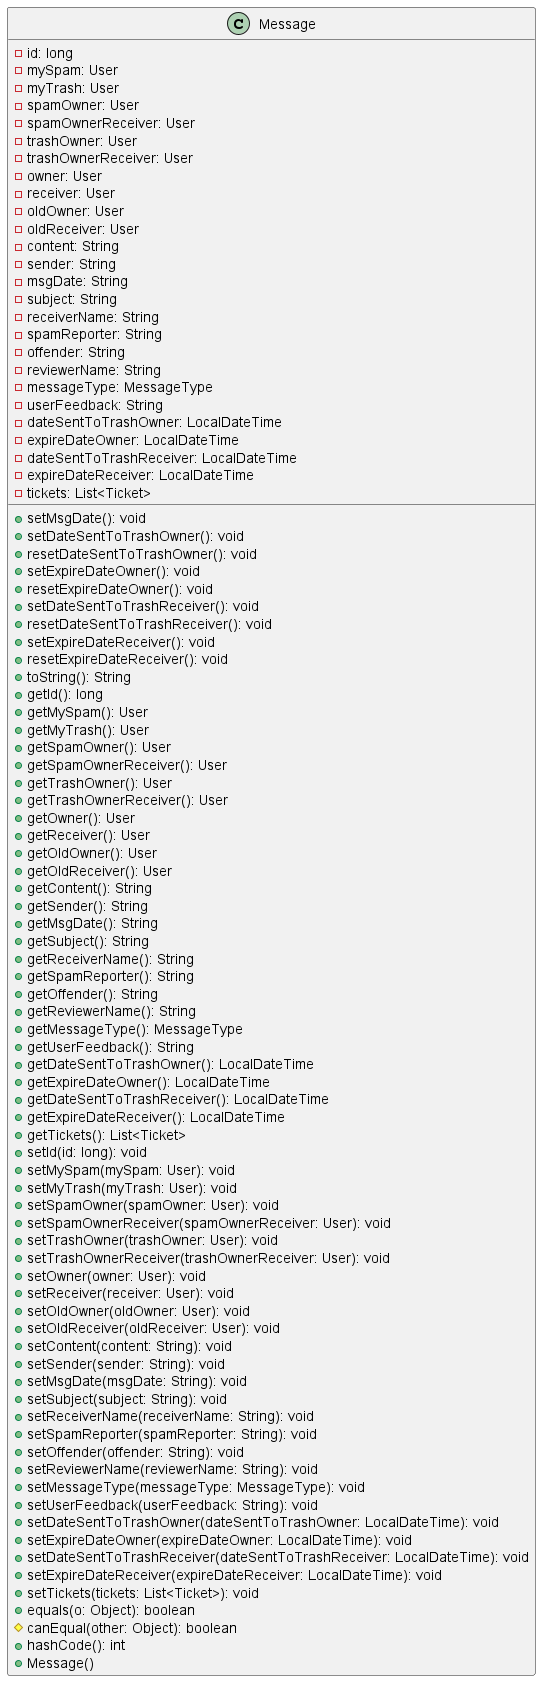 C Message
id: long
mySpam: User
myTrash: User
spamOwner: User
spamOwnerReceiver: User
trashOwner: User
trashOwnerReceiver: User
owner: User
receiver: User
oldOwner: User
oldReceiver: User
content: String
sender: String
msgDate: String
subject: String
receiverName: String
spamReporter: String
offender: String
reviewerName: String
messageType: MessageType
userFeedback: String
dateSentToTrashOwner: LocalDateTime
expireDateOwner: LocalDateTime
dateSentToTrashReceiver: LocalDateTime
expireDateReceiver: LocalDateTime
tickets: List<Ticket>
setMsgDate(): void
setDateSentToTrashOwner(): void
resetDateSentToTrashOwner(): void
setExpireDateOwner(): void
resetExpireDateOwner(): void
setDateSentToTrashReceiver(): void
resetDateSentToTrashReceiver(): void
setExpireDateReceiver(): void
resetExpireDateReceiver(): void
toString(): String
getId(): long
getMySpam(): User
getMyTrash(): User
getSpamOwner(): User
getSpamOwnerReceiver(): User
getTrashOwner(): User
getTrashOwnerReceiver(): User
getOwner(): User
getReceiver(): User
getOldOwner(): User
getOldReceiver(): User
getContent(): String
getSender(): String
getMsgDate(): String
getSubject(): String
getReceiverName(): String
getSpamReporter(): String
getOffender(): String
getReviewerName(): String
getMessageType(): MessageType
getUserFeedback(): String
getDateSentToTrashOwner(): LocalDateTime
getExpireDateOwner(): LocalDateTime
getDateSentToTrashReceiver(): LocalDateTime
getExpireDateReceiver(): LocalDateTime
getTickets(): List<Ticket>
setId(id: long): void
setMySpam(mySpam: User): void
setMyTrash(myTrash: User): void
setSpamOwner(spamOwner: User): void
setSpamOwnerReceiver(spamOwnerReceiver: User): void
setTrashOwner(trashOwner: User): void
setTrashOwnerReceiver(trashOwnerReceiver: User): void
setOwner(owner: User): void
setReceiver(receiver: User): void
setOldOwner(oldOwner: User): void
setOldReceiver(oldReceiver: User): void
setContent(content: String): void
setSender(sender: String): void
setMsgDate(msgDate: String): void
setSubject(subject: String): void
setReceiverName(receiverName: String): void
setSpamReporter(spamReporter: String): void
setOffender(offender: String): void
setReviewerName(reviewerName: String): void
setMessageType(messageType: MessageType): void
setUserFeedback(userFeedback: String): void
setDateSentToTrashOwner(dateSentToTrashOwner: LocalDateTime): void
setExpireDateOwner(expireDateOwner: LocalDateTime): void
setDateSentToTrashReceiver(dateSentToTrashReceiver: LocalDateTime): void
setExpireDateReceiver(expireDateReceiver: LocalDateTime): void
setTickets(tickets: List<Ticket>): void
equals(o: Object): boolean
canEqual(other: Object): boolean
hashCode(): int
Message()